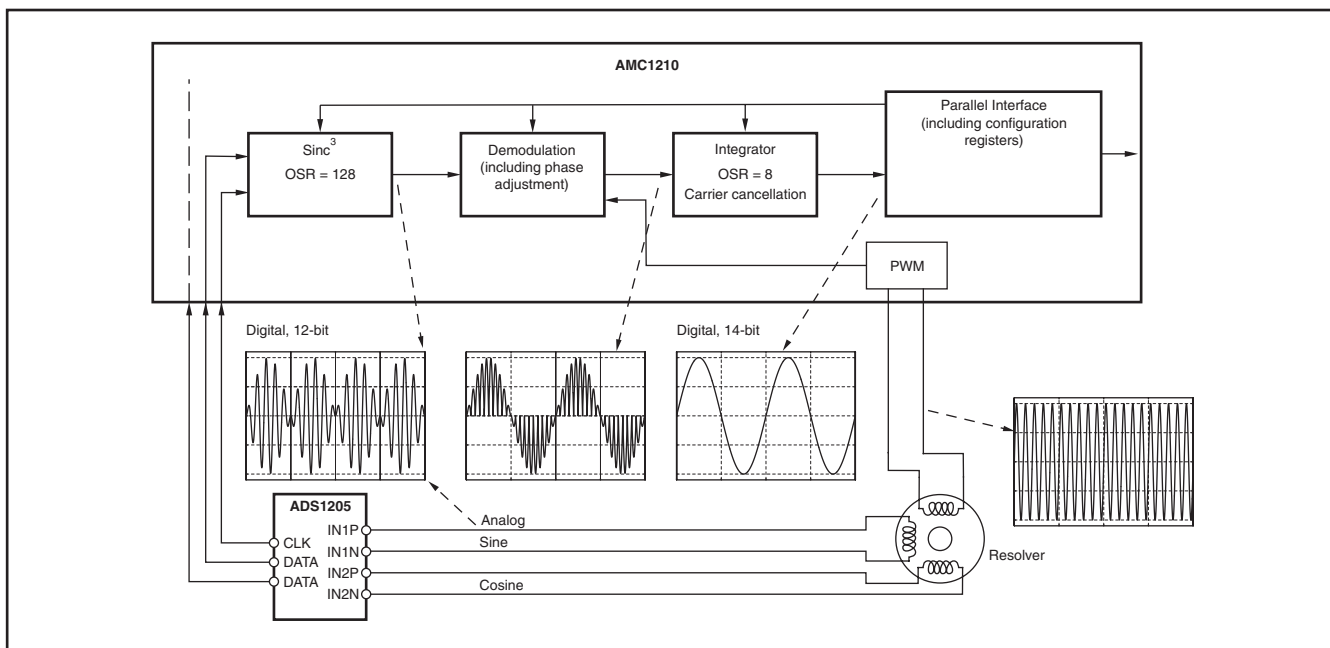 AMC1210
Sinc3
OSR = 128
Demodulation
(including phase
adjustment)
Integrator
OSR = 8
Carrier cancellation
Parallel Interface
(including configuration
registers)
PWM
Digital, 12-bit
Digital, 14-bit
ADS1205
CLK
DATA
DATA
IN1P
IN1N
IN2P
IN2N
Analog
Sine
Cosine
Resolver